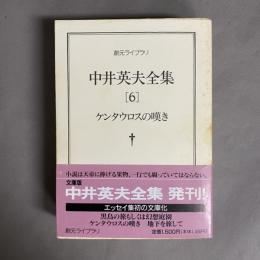 創元ライブラリ
中井英夫全集
[6]
ケンタウロスの嘆き
†
小説は天帝に捧げる果物、一行でも腐っていてはならない。
文庫版
中井英夫全集 発刊!
エッセイ集初の文庫化
黒鳥の旅もしくは幻想庭園
ケンタウロスの嘆き 地下を旅して
創元ライブラリ
定価1,500円